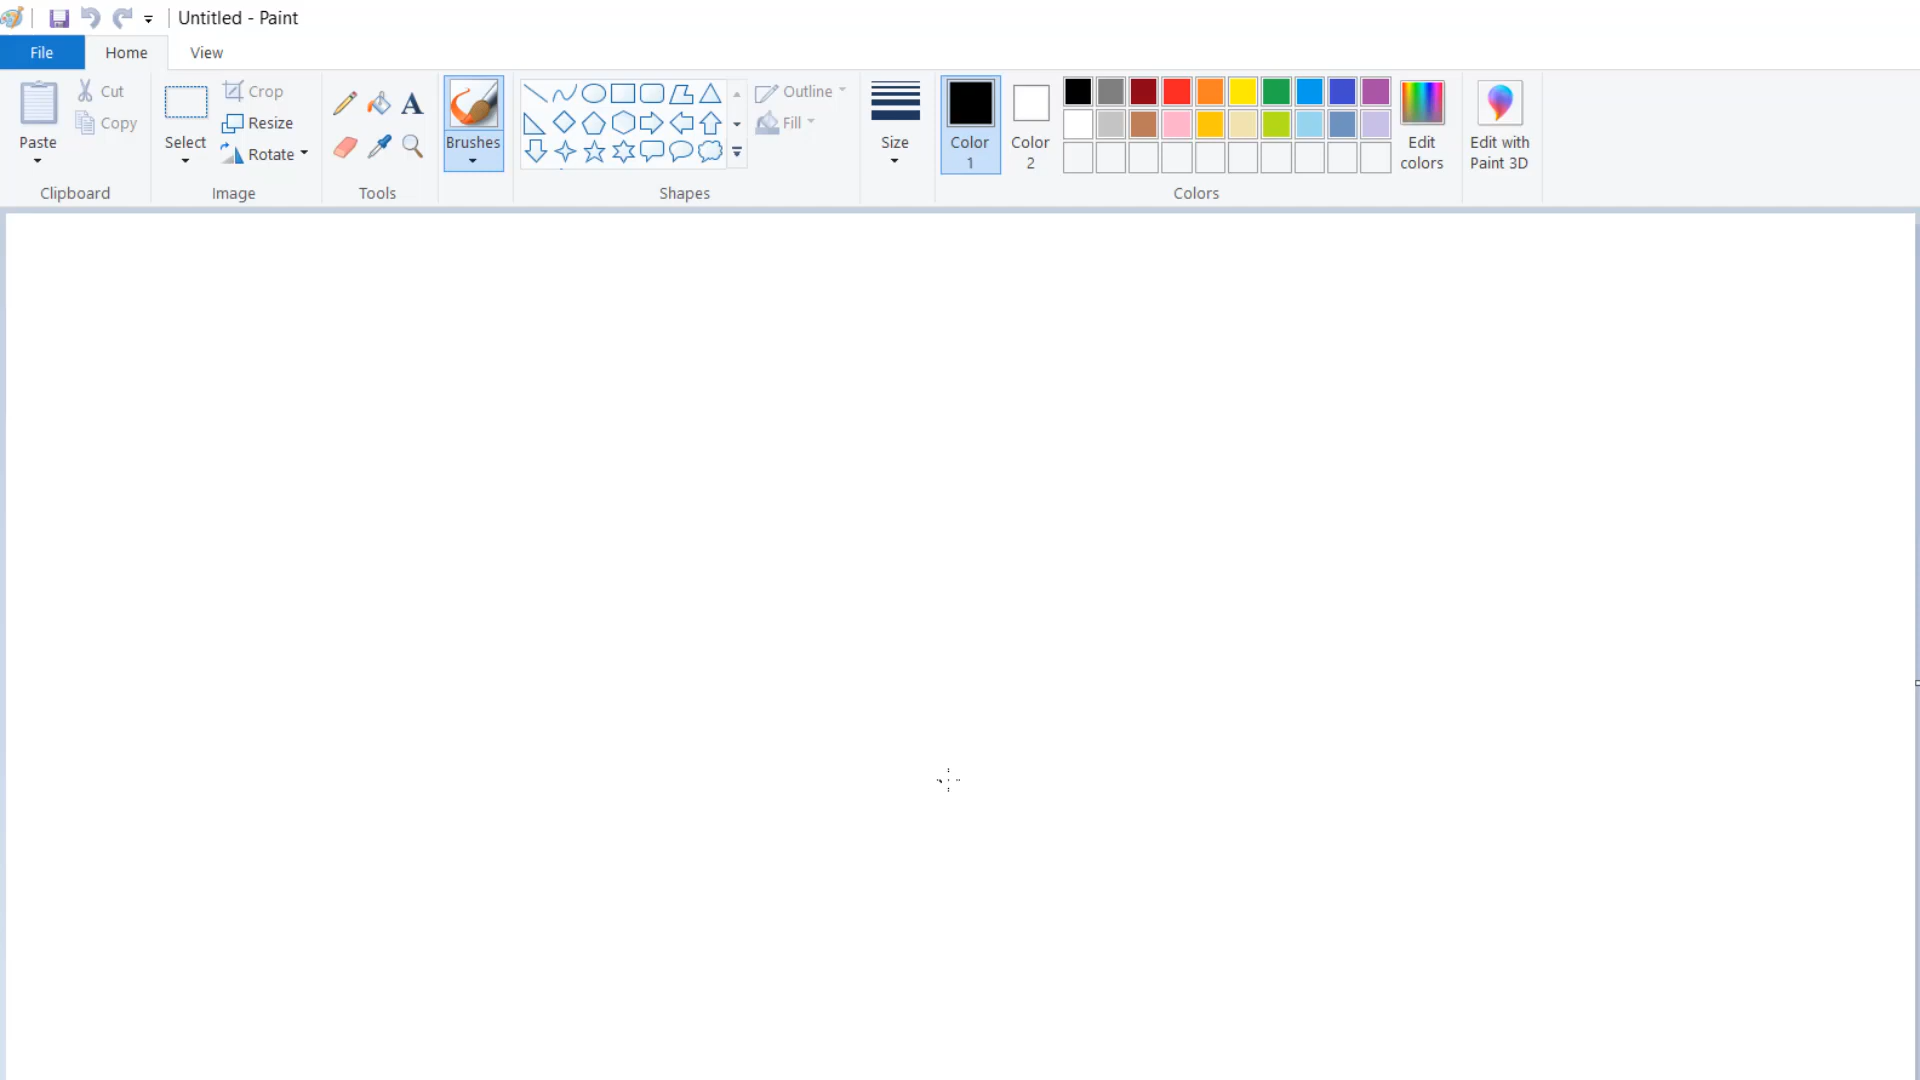 Untitled - Paint
File Home View
Paste Cut Copy
Select Crop Resize Rotate
A
Brushes
Outline Fill
Size
Color 1
Color 2
Edit colors
Edit with Paint 3D
Clipboard Image Tools Shapes Colors